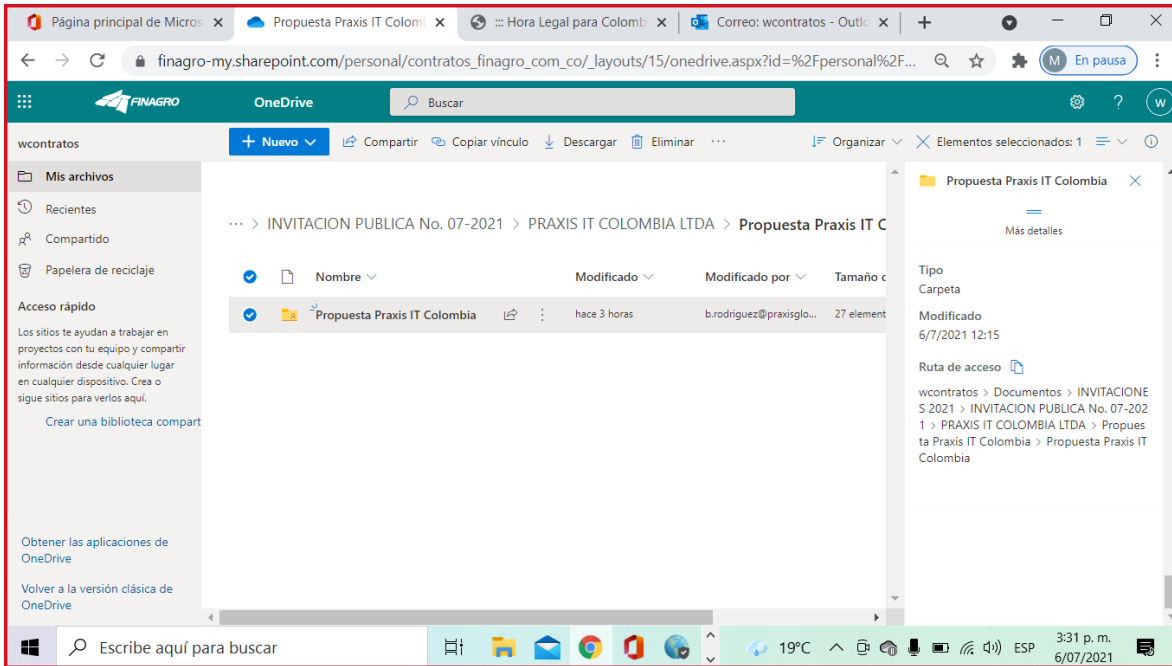 Página principal de Micros
Propuesta Praxis IT Colomb
::: Hora Legal para Colomb
Correo: wcontratos - Outlo
finagro-my.sharepoint.com/personal/contratos_finagro_com_co/_layouts/15/onedrive.aspx?id=%2Fpersonal%2F...
M En pausa
FINAGRO
OneDrive
Buscar
?
w
wcontratos
+ Nuevo
Compartir
Copiar vínculo
Descargar
Eliminar
...
Organizar
Elementos seleccionados: 1
Mis archivos
Recientes
Compartido
Papelera de reciclaje
Acceso rápido
Los sitios te ayudan a trabajar en
proyectos con tu equipo y compartir
información desde cualquier lugar
en cualquier dispositivo. Crea o
sigue sitios para verlos aquí.
Crear una biblioteca compart
Obtener las aplicaciones de
OneDrive
Volver a la versión clásica de
OneDrive
... > INVITACION PUBLICA No. 07-2021 > PRAXIS IT COLOMBIA LTDA > Propuesta Praxis IT C
Nombre
Modificado
Modificado por
Tamaño c
Propuesta Praxis IT Colombia
hace 3 horas
b.rodriguez@praxisglo...
27 element
Propuesta Praxis IT Colombia
Más detalles
Tipo
Carpeta
Modificado
6/7/2021 12:15
Ruta de acceso
wcontratos > Documentos > INVITACIONE
S 2021 > INVITACION PUBLICA No. 07-202
1 > PRAXIS IT COLOMBIA LTDA > Propues
ta Praxis IT Colombia > Propuesta Praxis IT
Colombia
Escribe aquí para buscar
19°C
ESP
3:31 p. m.
6/07/2021